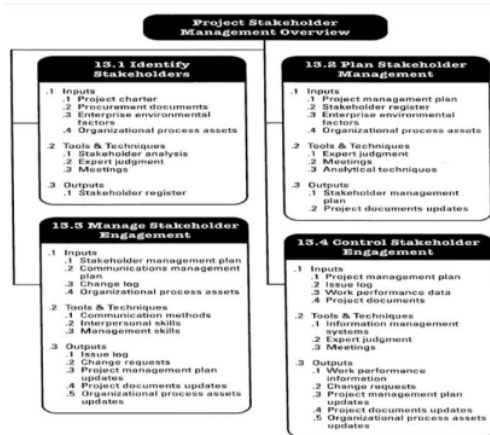 Project Stakeholder
Management Overview
13.1 Identify
Stakeholders
.1 Inputs
.1 Project charter
.2 Procurement documents
.3 Enterprise environmental
factors
.4 Organizational process assets
.2 Tools & Techniques
.1 Stakeholder analysis
.2 Expert judgment
.3 Meetings
.3 Outputs
.1 Stakeholder register
13.2 Plan Stakeholder
Management
.1 Inputs
.1 Project management plan
.2 Stakeholder register
.3 Enterprise environmental
factors
.4 Organizational process assets
.2 Tools & Techniques
.1 Expert judgment
.2 Meetings
.3 Analytical techniques
.3 Outputs
.1 Stakeholder management
plan
.2 Project documents updates
13.3 Manage Stakeholder
Engagement
.1 Inputs
.1 Stakeholder management plan
.2 Communications management
plan
.3 Change log
.4 Organizational process assets
.2 Tools & Techniques
.1 Communication methods
.2 Interpersonal skills
.3 Management skills
.3 Outputs
.1 Issue log
.2 Change requests
.3 Project management plan
updates
.4 Project documents updates
.5 Organizational process assets
updates
13.4 Control Stakeholder
Engagement
.1 Inputs
.1 Project management plan
.2 Issue log
.3 Work performance data
.4 Project documents
.2 Tools & Techniques
.1 Information management
systems
.2 Expert judgment
.3 Meetings
.3 Outputs
.1 Work performance
information
.2 Change requests
.3 Project management plan
updates
.4 Project documents updates
.5 Organizational process assets
updates